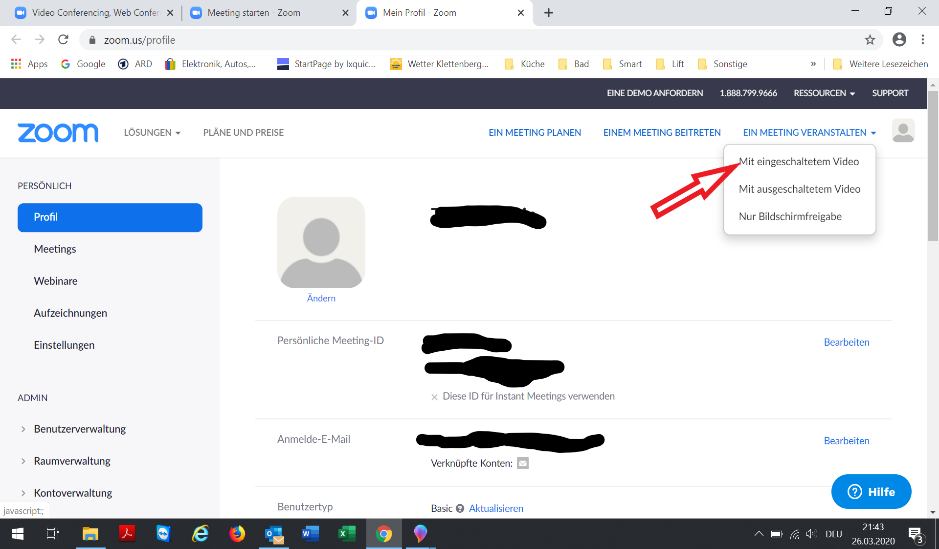 Video Conferencing, Web Confer
Meeting starten - Zoom
Mein Profil - Zoom
zoom.us/profile
Apps
Google
ARD
Elektronik, Autos,...
StartPage by Ixquic...
Wetter Klettenberg...
Küche
Bad
Smart
Lift
Sonstige
»
Weitere Lesezeichen
EINE DEMO ANFORDERN 1.888.799.9666 RESSOURCEN SUPPORT
zoom
LÖSUNGEN PLÄNE UND PREISE EIN MEETING PLANEN EINEM MEETING BEITRETEN EIN MEETING VERANSTALTEN
Mit eingeschaltetem Video
Mit ausgeschaltetem Video
Nur Bildschirmfreigabe
PERSÖNLICH
Profil
Meetings
Webinare
Aufzeichnungen
Einstellungen
ADMIN
Benutzerverwaltung
Raumverwaltung
Kontoverwaltung
Ändern
Persönliche Meeting-ID
Bearbeiten
Diese ID für Instant Meetings verwenden
Anmelde-E-Mail
Bearbeiten
Verknüpfte Konten:
Benutzertyp
Basic Aktualisieren
Hilfe
javascript:;
DEU
21:43
26.03.2020
3